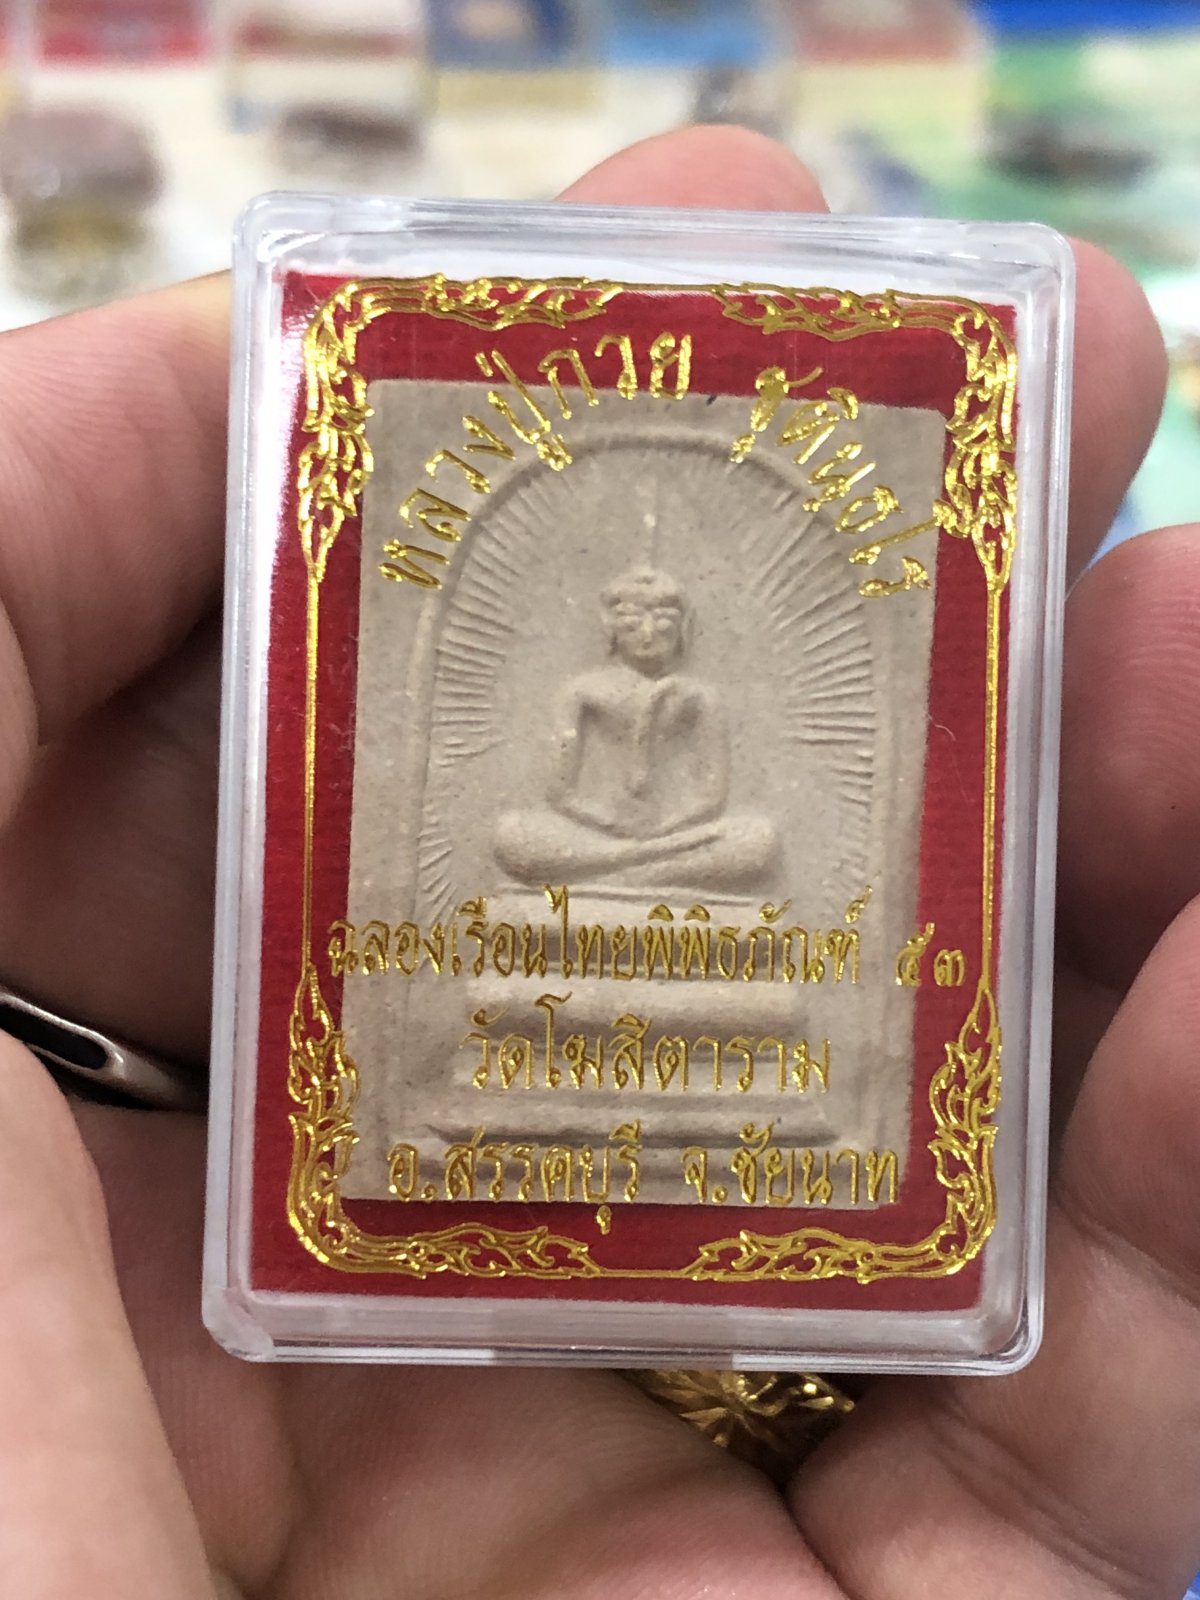 หลวงปู่กวย ชุตินฺธโร
ฉลองเรือนไทยพิพิธภัณฑ์ ๕๓
วัดโฆสิตาราม
อ.สรรคบุรี จ.ชัยนาท